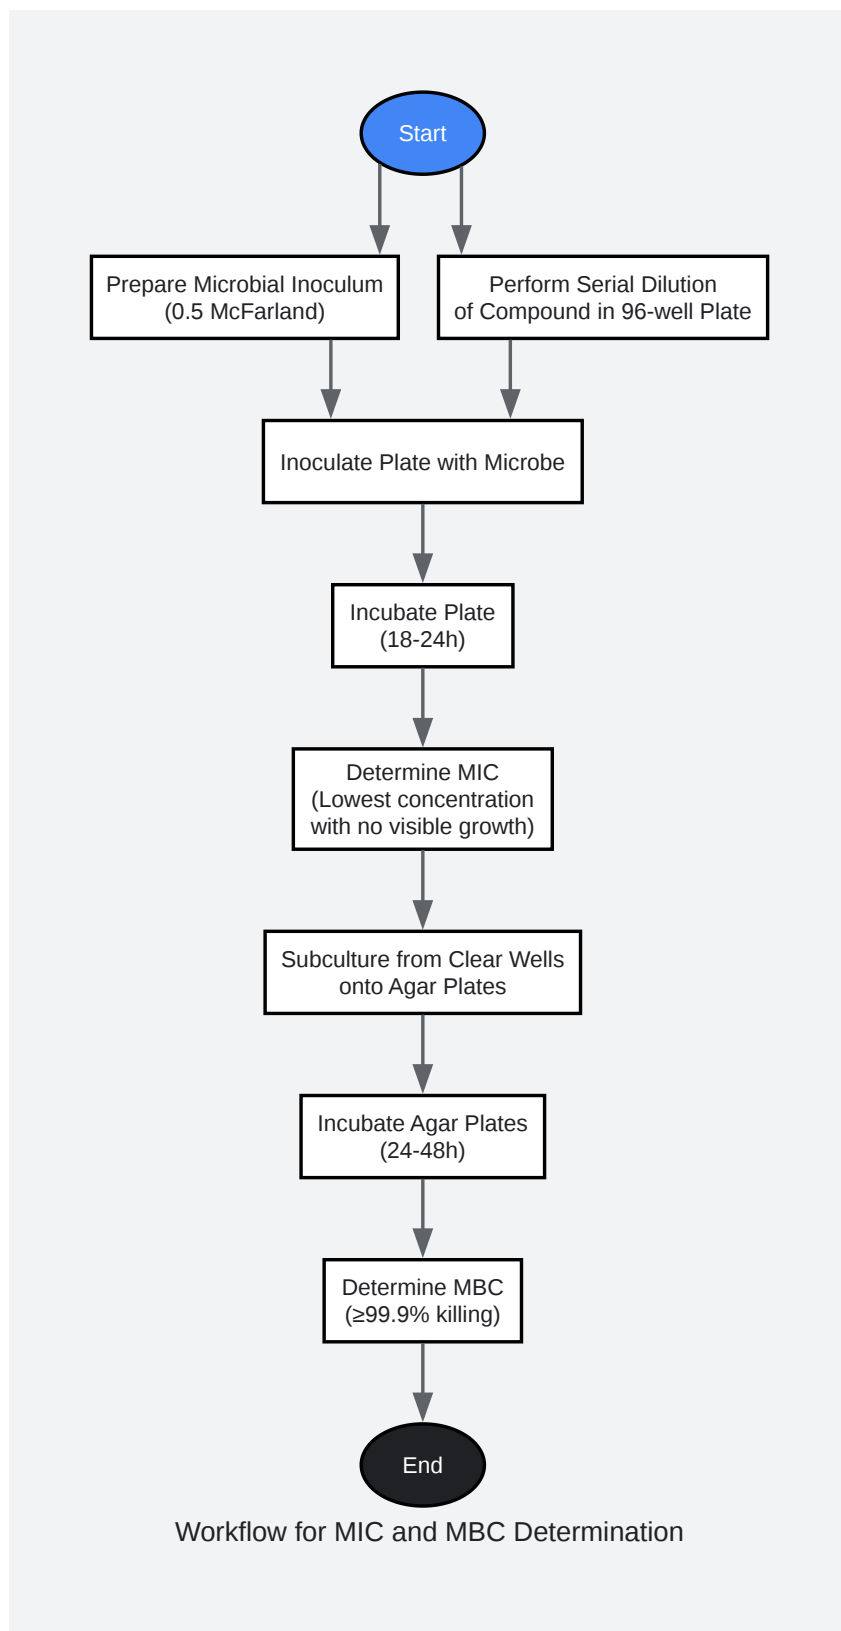 Start
Prepare Microbial Inoculum
(0.5 McFarland)
Perform Serial Dilution
of Compound in 96-well Plate
Inoculate Plate with Microbe
Incubate Plate
(18-24h)
Determine MIC
(Lowest concentration
with no visible growth)
Subculture from Clear Wells
onto Agar Plates
Incubate Agar Plates
(24-48h)
Determine MBC
(≥99.9% killing)
End
Workflow for MIC and MBC Determination